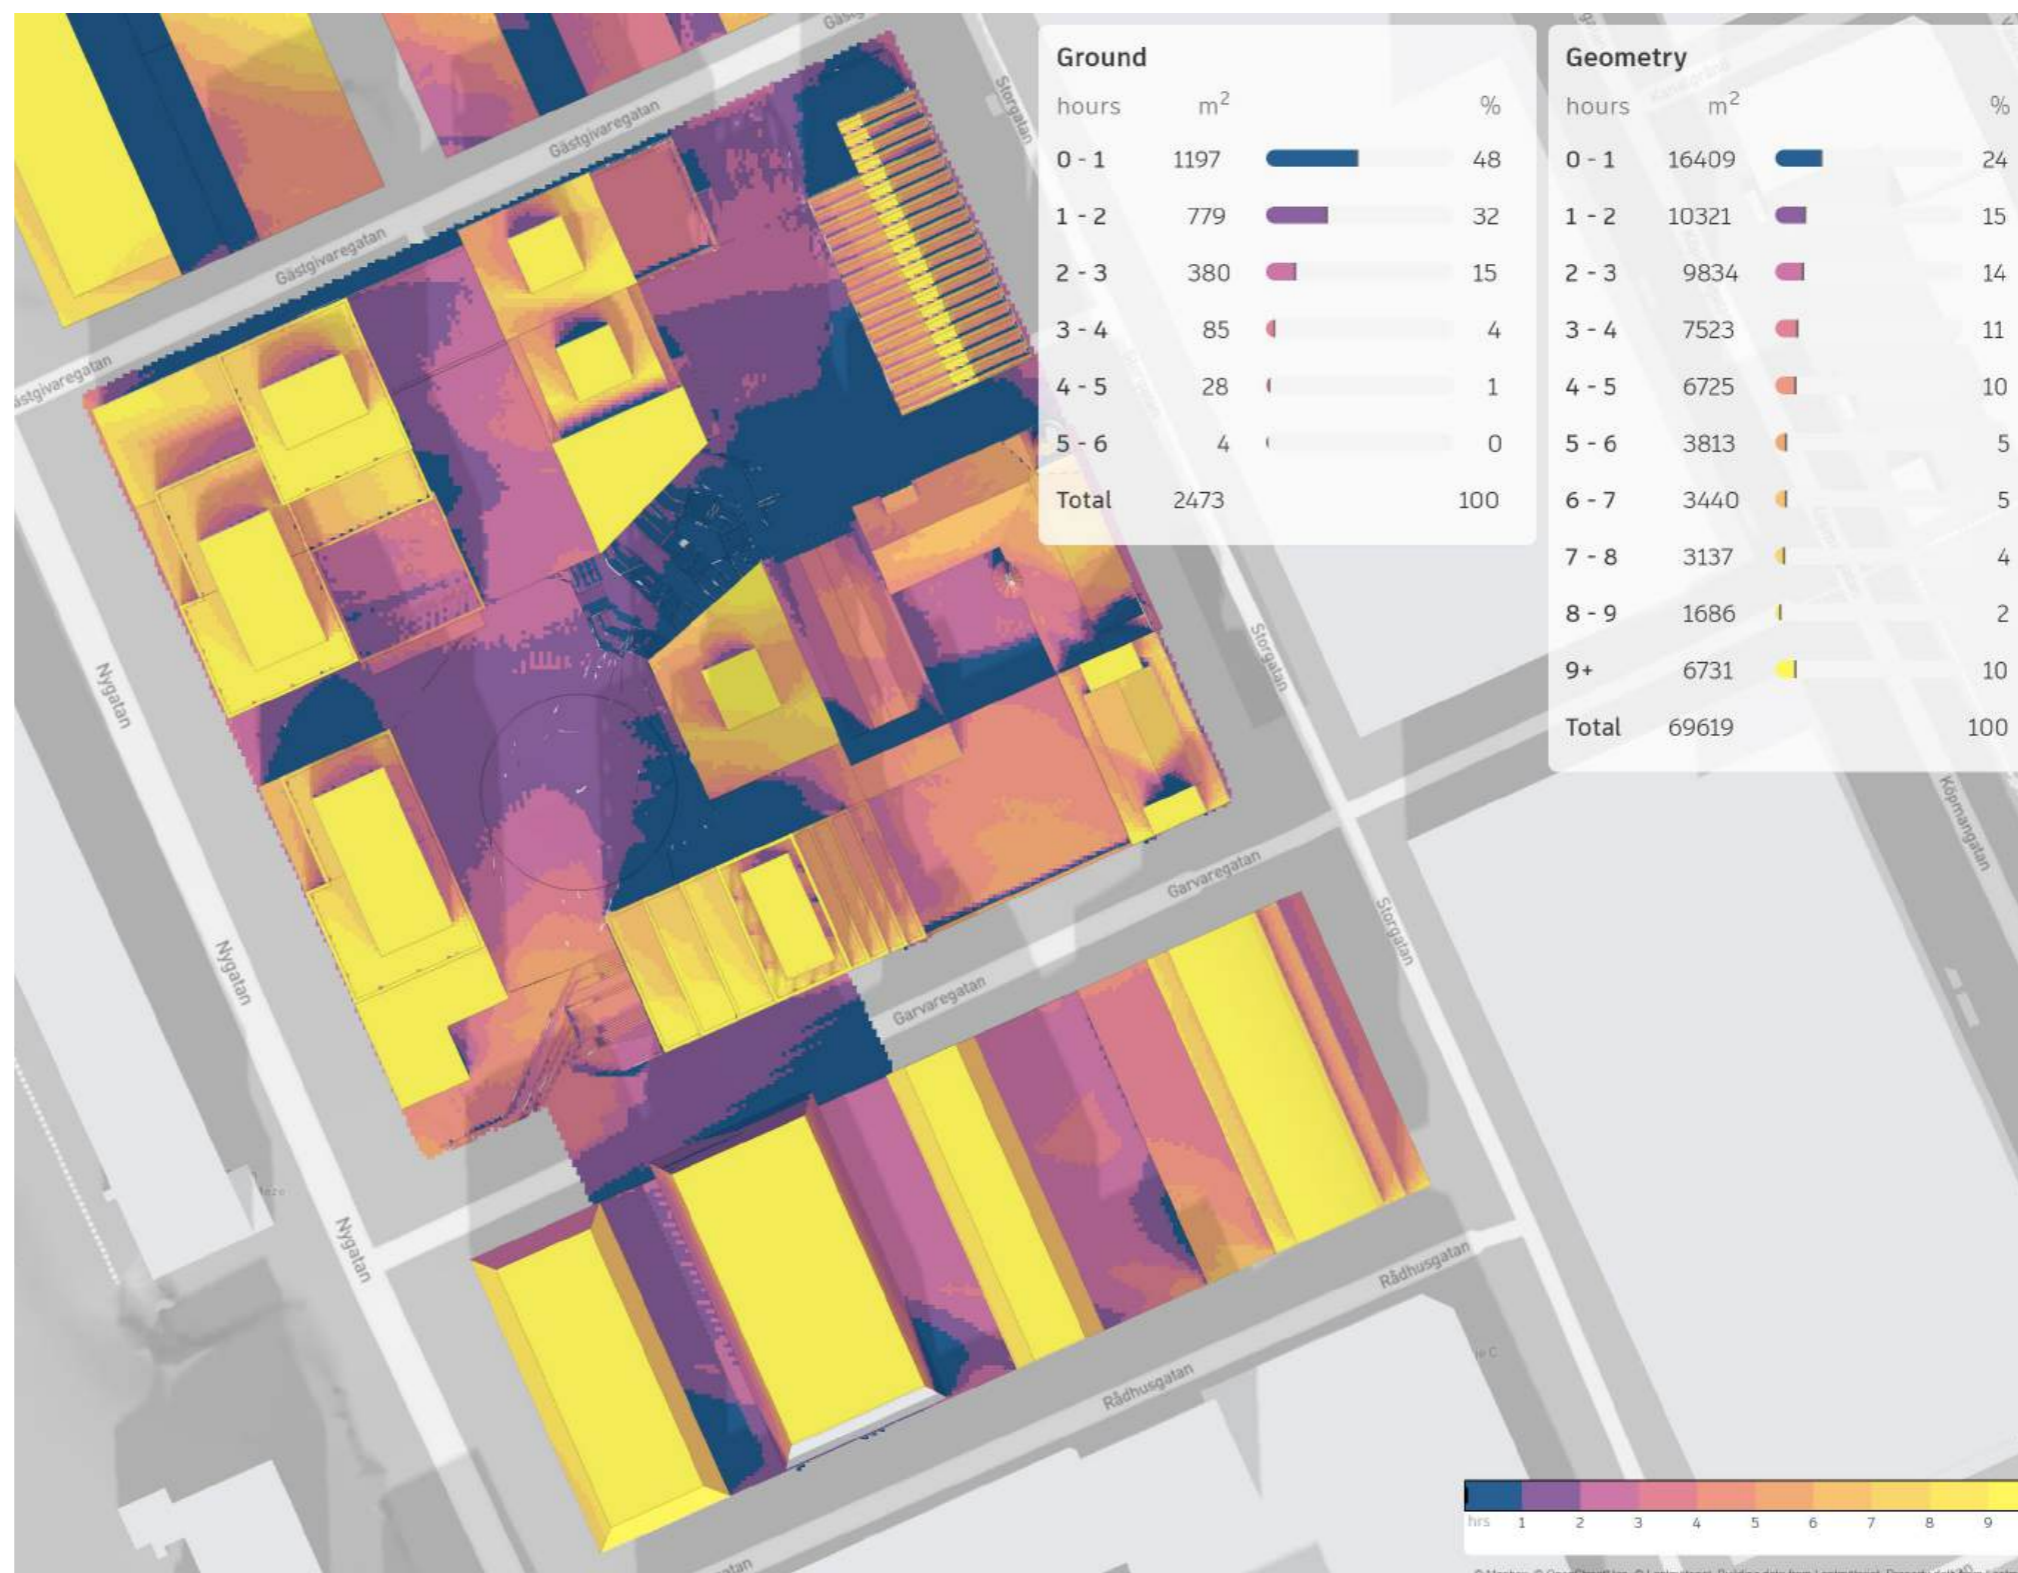 Ground
hours m² %
0 - 1 1197 48
1 - 2 779 32
2 - 3 380 15
3 - 4 85 4
4 - 5 28 1
5 - 6 4 0
Total 2473 100
Geometry
hours m² %
0 - 1 16409 24
1 - 2 10321 15
2 - 3 9834 14
3 - 4 7523 11
4 - 5 6725 10
5 - 6 3813 5
6 - 7 3440 5
7 - 8 3137 4
8 - 9 1686 2
9+ 6731 10
Total 69619 100
Gästgivaregatan
Gästgivaregatan
Storgatan
Storgatan
Storgatan
Nygatan
Nygatan
Nygatan
Garvaregatan
Garvaregatan
Rådhusgatan
Rådhusgatan
Köpmangatan
hrs 1 2 3 4 5 6 7 8 9